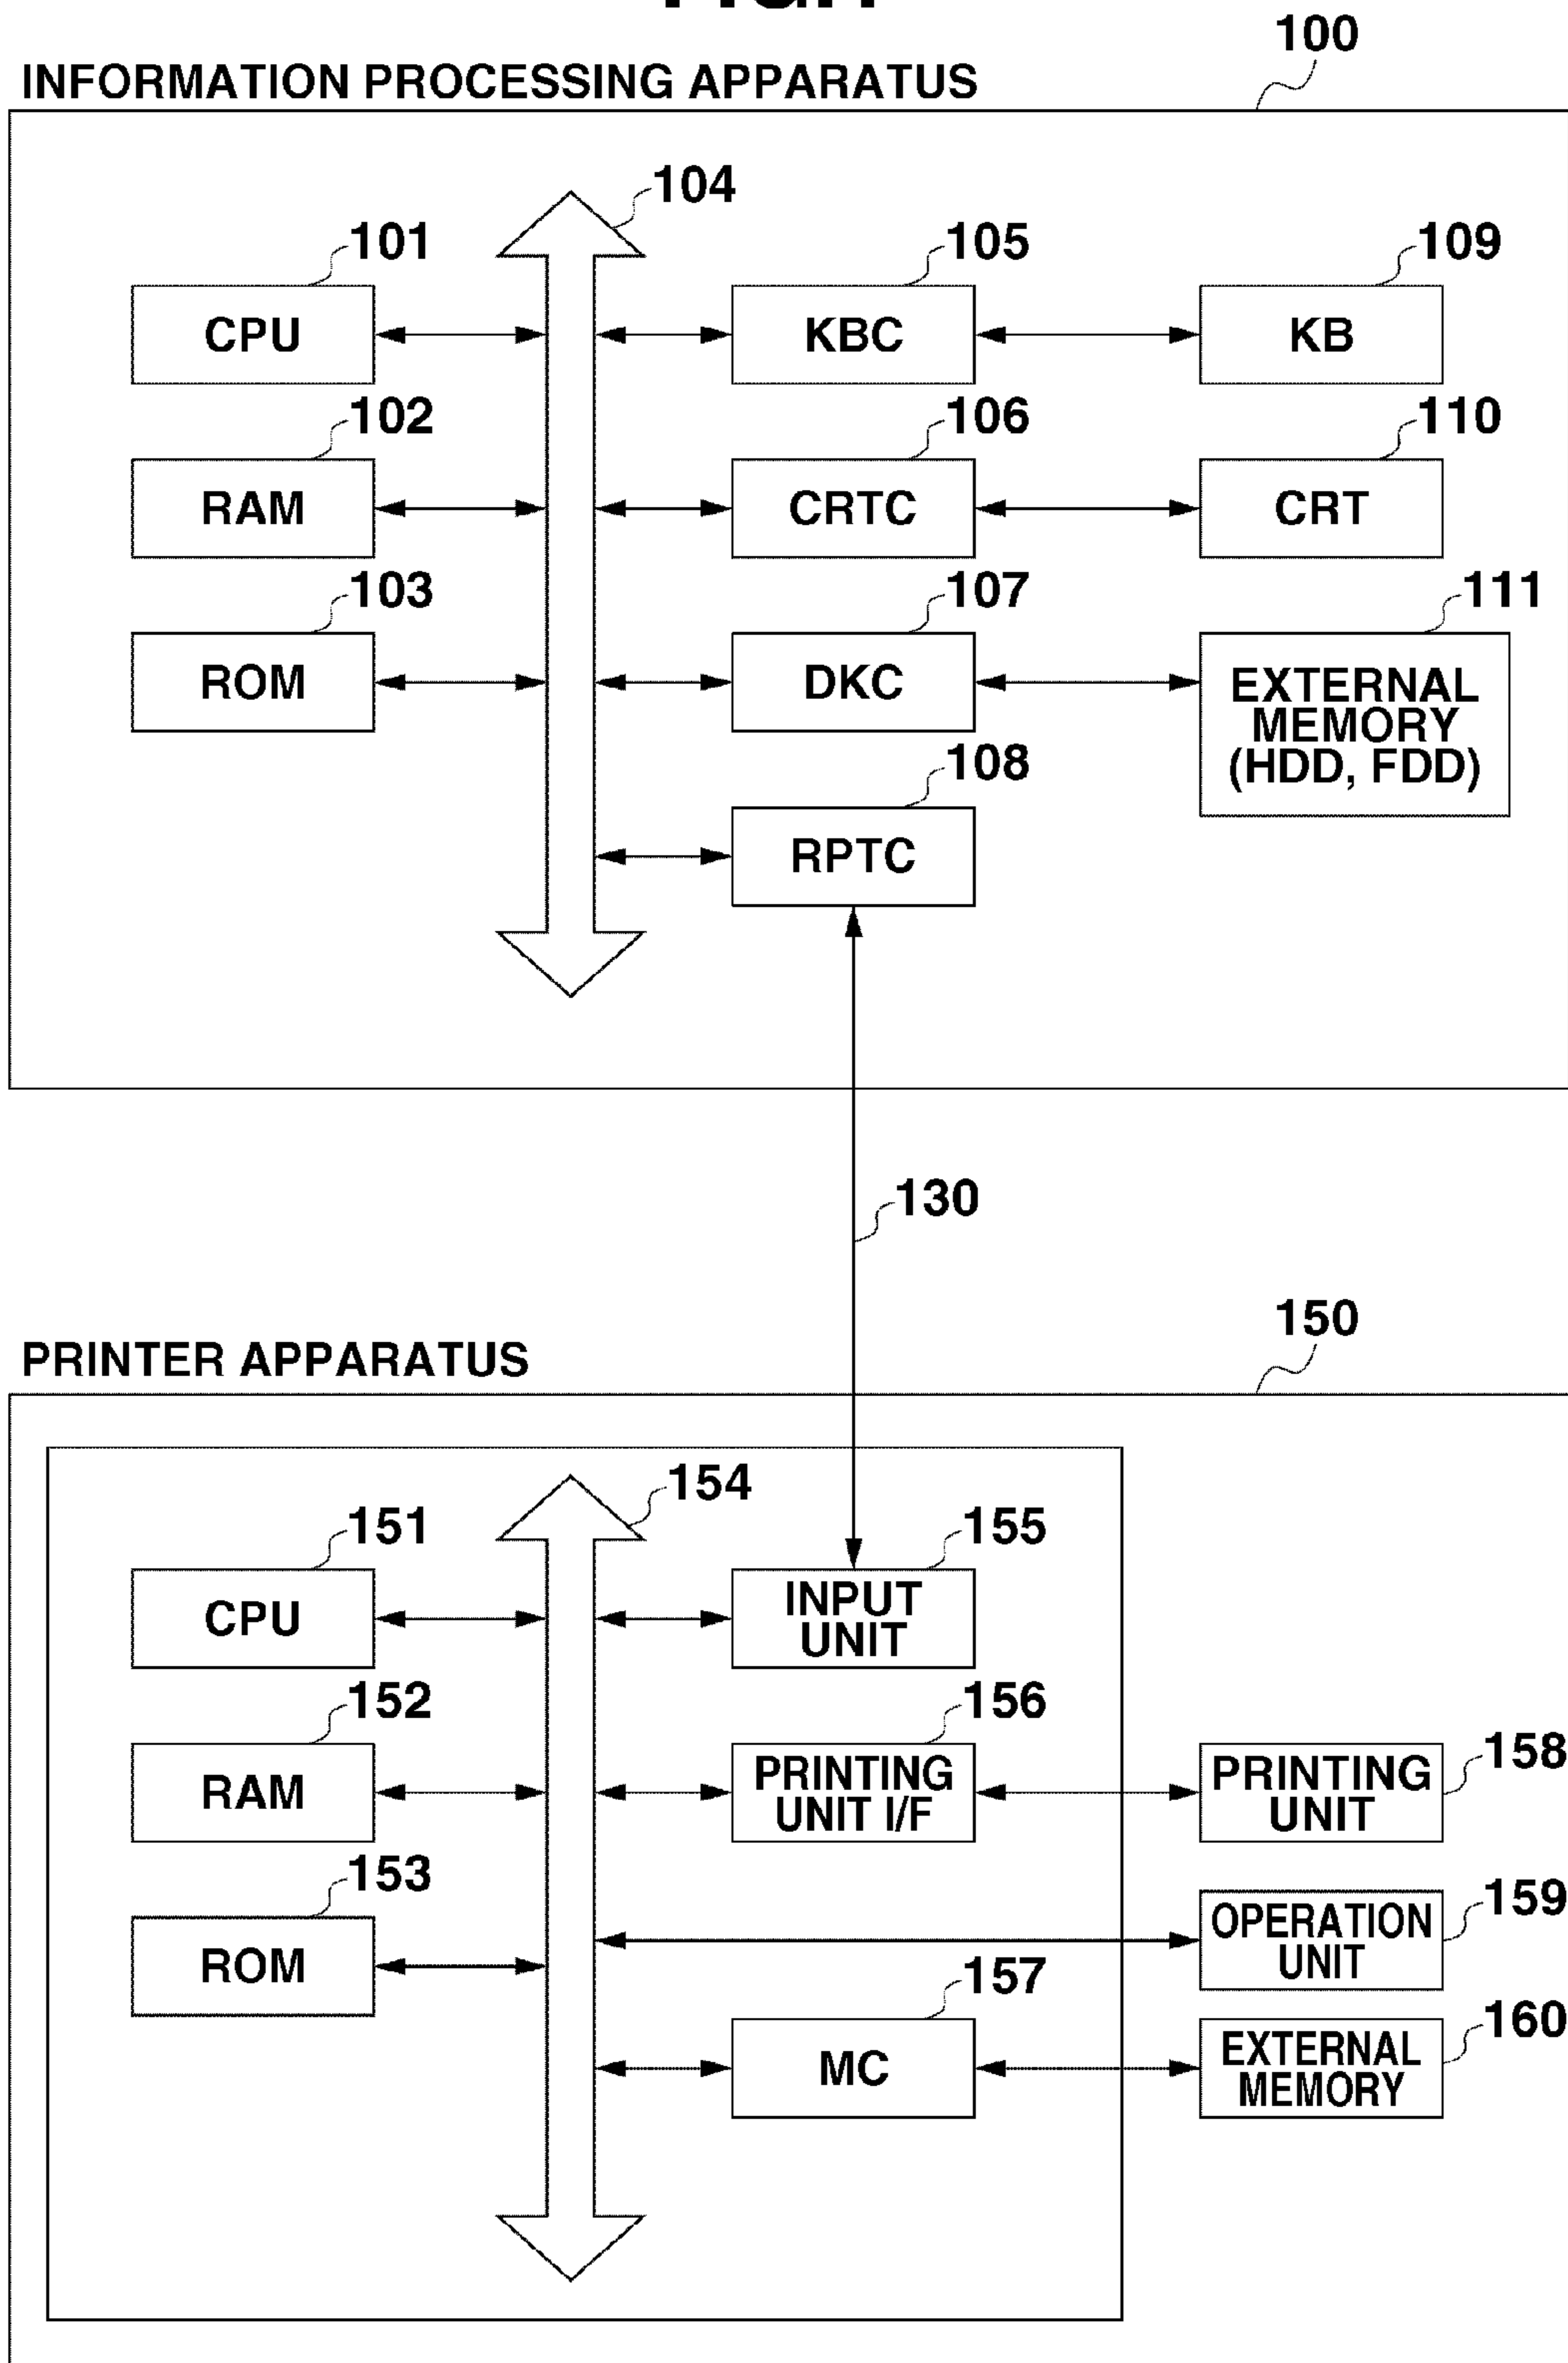 100
INFORMATION PROCESSING APPARATUS
104
101
105
109
CPU
KBC
KB
102
106
110
RAM
CRTC
CRT
103
107
111
ROM
DKC
EXTERNAL
MEMORY
(HDD, FDD)
108
RPTC
130
150
PRINTER APPARATUS
154
151
155
CPU
INPUT
UNIT
152
156
158
RAM
PRINTING
UNIT I/F
PRINTING
UNIT
153
159
ROM
OPERATION
UNIT
157
160
MC
EXTERNAL
MEMORY